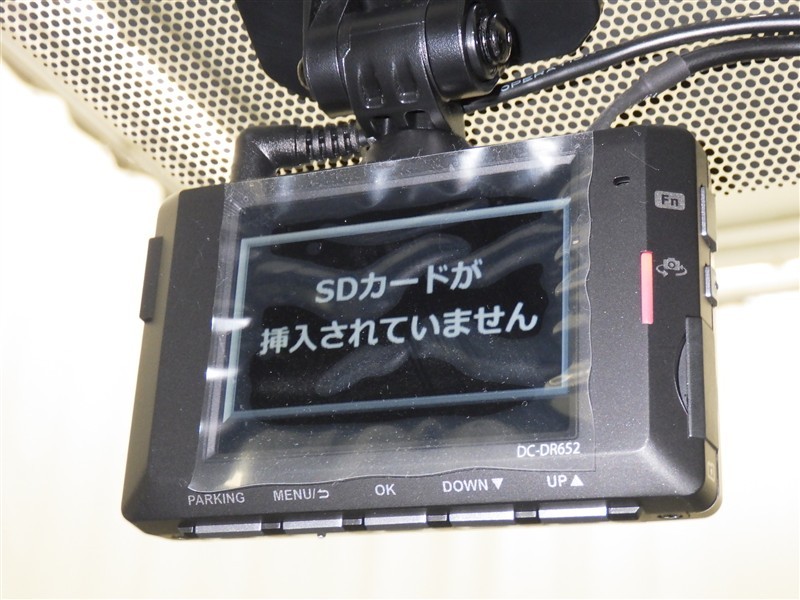 OPERATI
Fn
SDカードが
挿入されていません
DC-DR652
PARKING MENU/⮌ OK DOWN▼ UP▲